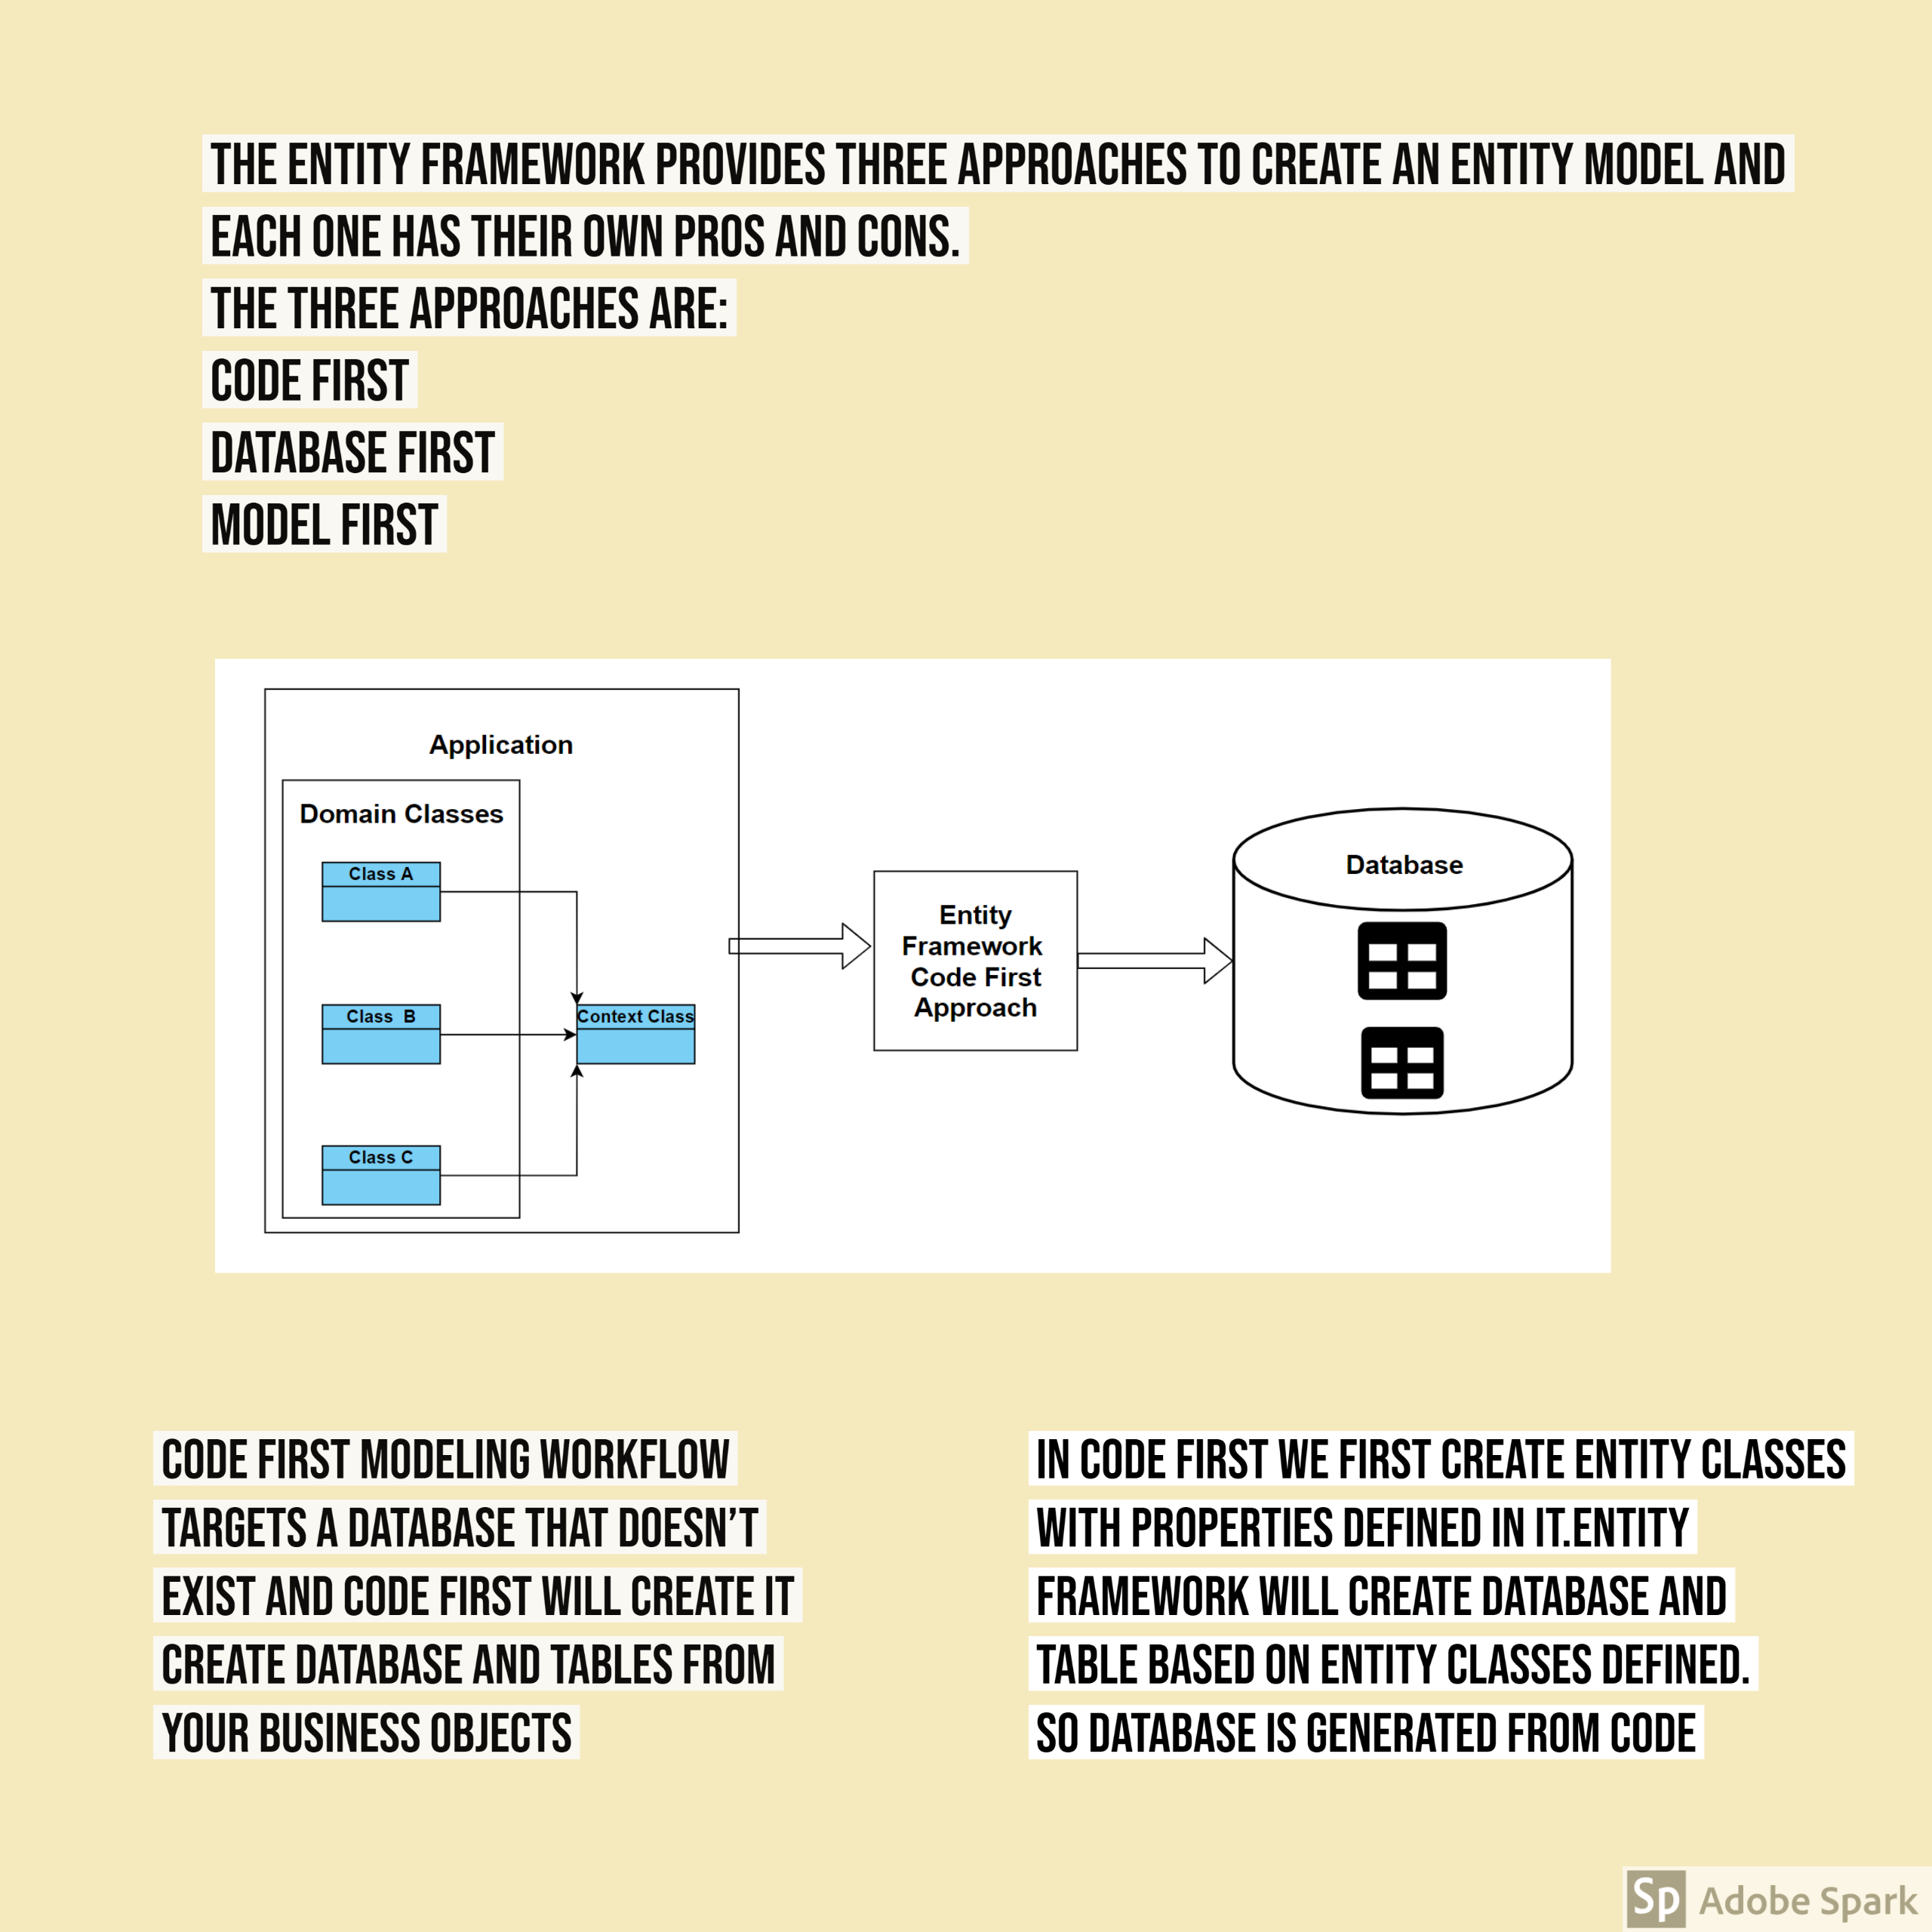 THE ENTITY FRAMEWORK PROVIDES THREE APPROACHES TO CREATE AN ENTITY MODEL AND
EACH ONE HAS THEIR OWN PROS AND CONS.
THE THREE APPROACHES ARE:
CODE FIRST
DATABASE FIRST
MODEL FIRST
Application
Domain Classes
Class A
Class B
Class C
Context Class
Entity
Framework
Code First
Approach
Database
CODE FIRST MODELING WORKFLOW
TARGETS A DATABASE THAT DOESN’T
EXIST AND CODE FIRST WILL CREATE IT
CREATE DATABASE AND TABLES FROM
YOUR BUSINESS OBJECTS
IN CODE FIRST WE FIRST CREATE ENTITY CLASSES
WITH PROPERTIES DEFINED IN IT.ENTITY
FRAMEWORK WILL CREATE DATABASE AND
TABLE BASED ON ENTITY CLASSES DEFINED.
SO DATABASE IS GENERATED FROM CODE
Sp Adobe Spark